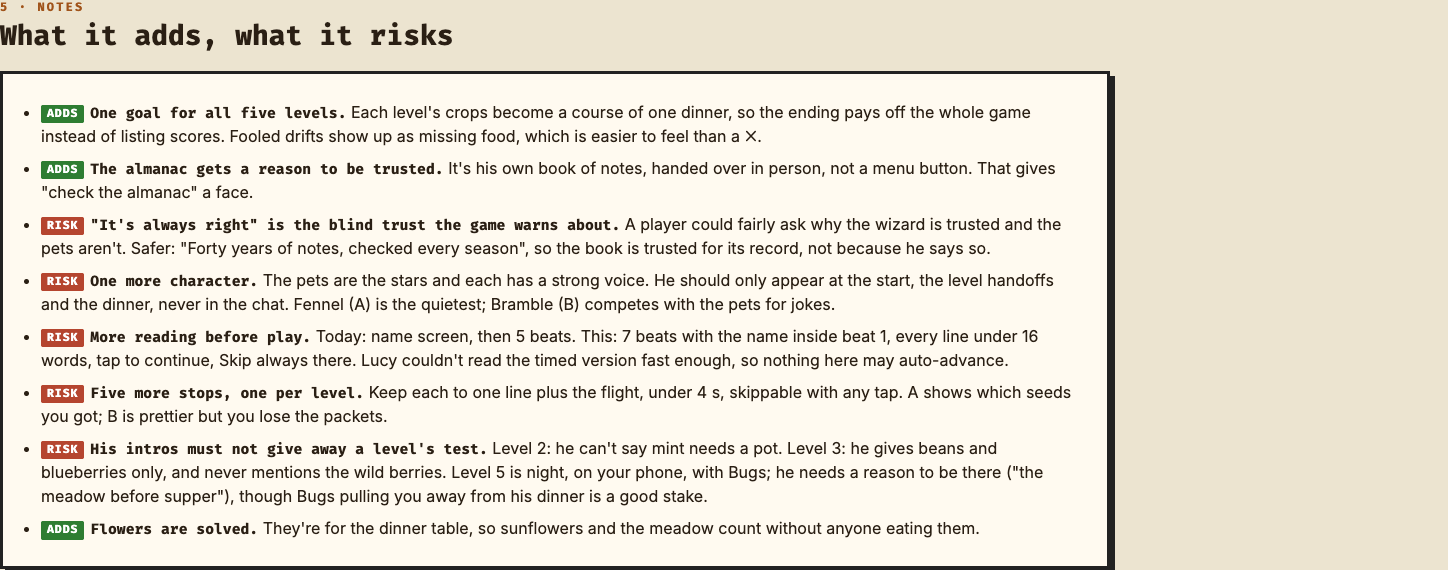 5 · NOTES
What it adds, what it risks
ADDS One goal for all five levels. Each level's crops become a course of one dinner, so the ending pays off the whole game
instead of listing scores. Fooled drifts show up as missing food, which is easier to feel than a ✕.
ADDS The almanac gets a reason to be trusted. It's his own book of notes, handed over in person, not a menu button. That gives
"check the almanac" a face.
RISK "It's always right" is the blind trust the game warns about. A player could fairly ask why the wizard is trusted and the
pets aren't. Safer: "Forty years of notes, checked every season", so the book is trusted for its record, not because he says so.
RISK One more character. The pets are the stars and each has a strong voice. He should only appear at the start, the level handoffs
and the dinner, never in the chat. Fennel (A) is the quietest; Bramble (B) competes with the pets for jokes.
RISK More reading before play. Today: name screen, then 5 beats. This: 7 beats with the name inside beat 1, every line under 16
words, tap to continue, Skip always there. Lucy couldn't read the timed version fast enough, so nothing here may auto-advance.
RISK Five more stops, one per level. Keep each to one line plus the flight, under 4 s, skippable with any tap. A shows which seeds
you got; B is prettier but you lose the packets.
RISK His intros must not give away a level's test. Level 2: he can't say mint needs a pot. Level 3: he gives beans and
blueberries only, and never mentions the wild berries. Level 5 is night, on your phone, with Bugs; he needs a reason to be there ("the
meadow before supper"), though Bugs pulling you away from his dinner is a good stake.
ADDS Flowers are solved. They're for the dinner table, so sunflowers and the meadow count without anyone eating them.